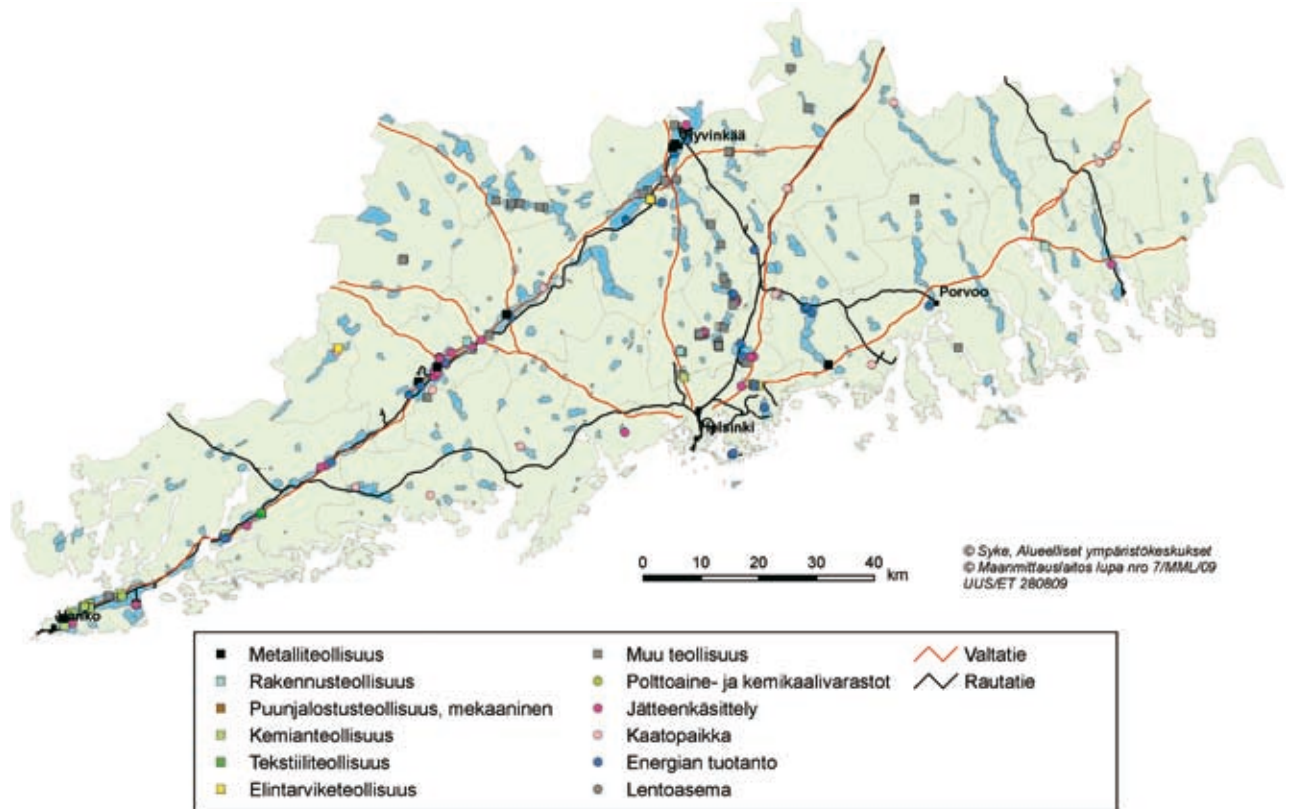 Hyvinkää
Porvoo
Helsinki
Hanko
0 10 20 30 40
km
© Syke, Alueelliset ympäristökeskukset
© Maanmittauslaitos lupa nro 7/MML/09
UUS/ET 280809
Metalliteollisuus
Rakennusteollisuus
Puunjalostusteollisuus, mekaaninen
Kemianteollisuus
Tekstiiliteollisuus
Elintarviketeollisuus
Muu teollisuus
Polttoaine- ja kemikaalivarastot
Jätteenkäsittely
Kaatopaikka
Energian tuotanto
Lentoasema
Valtatie
Rautatie